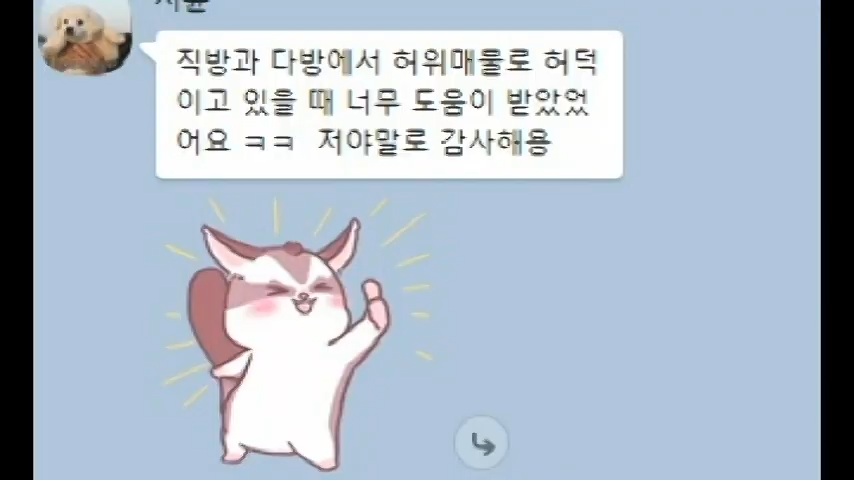 직방과 다방에서 허위매물로 허덕
이고 있을 때 너무 도움이 받았었
어요 ㅋㅋ 저야말로 감사해용